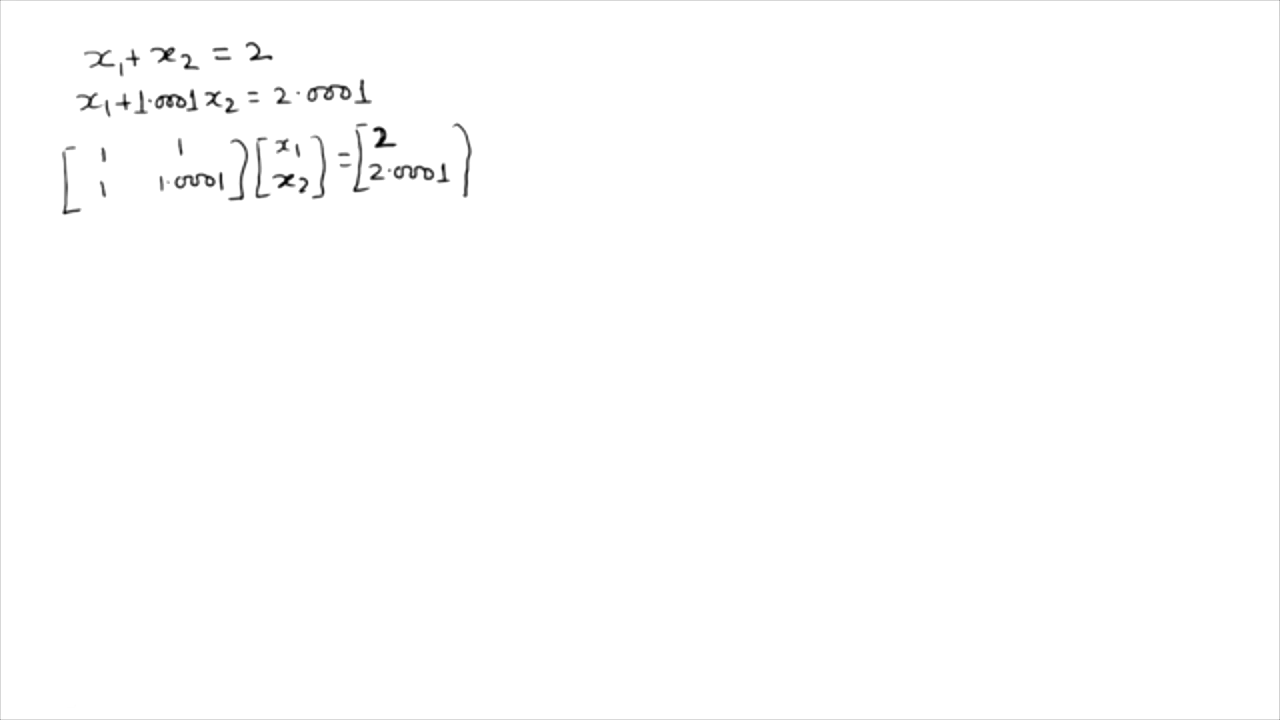 x₁ + x₂ = 2
x₁ + 1.0001 x₂ = 2.0001
[1 1; 1 1.0001] [x₁; x₂] = [2; 2.0001]